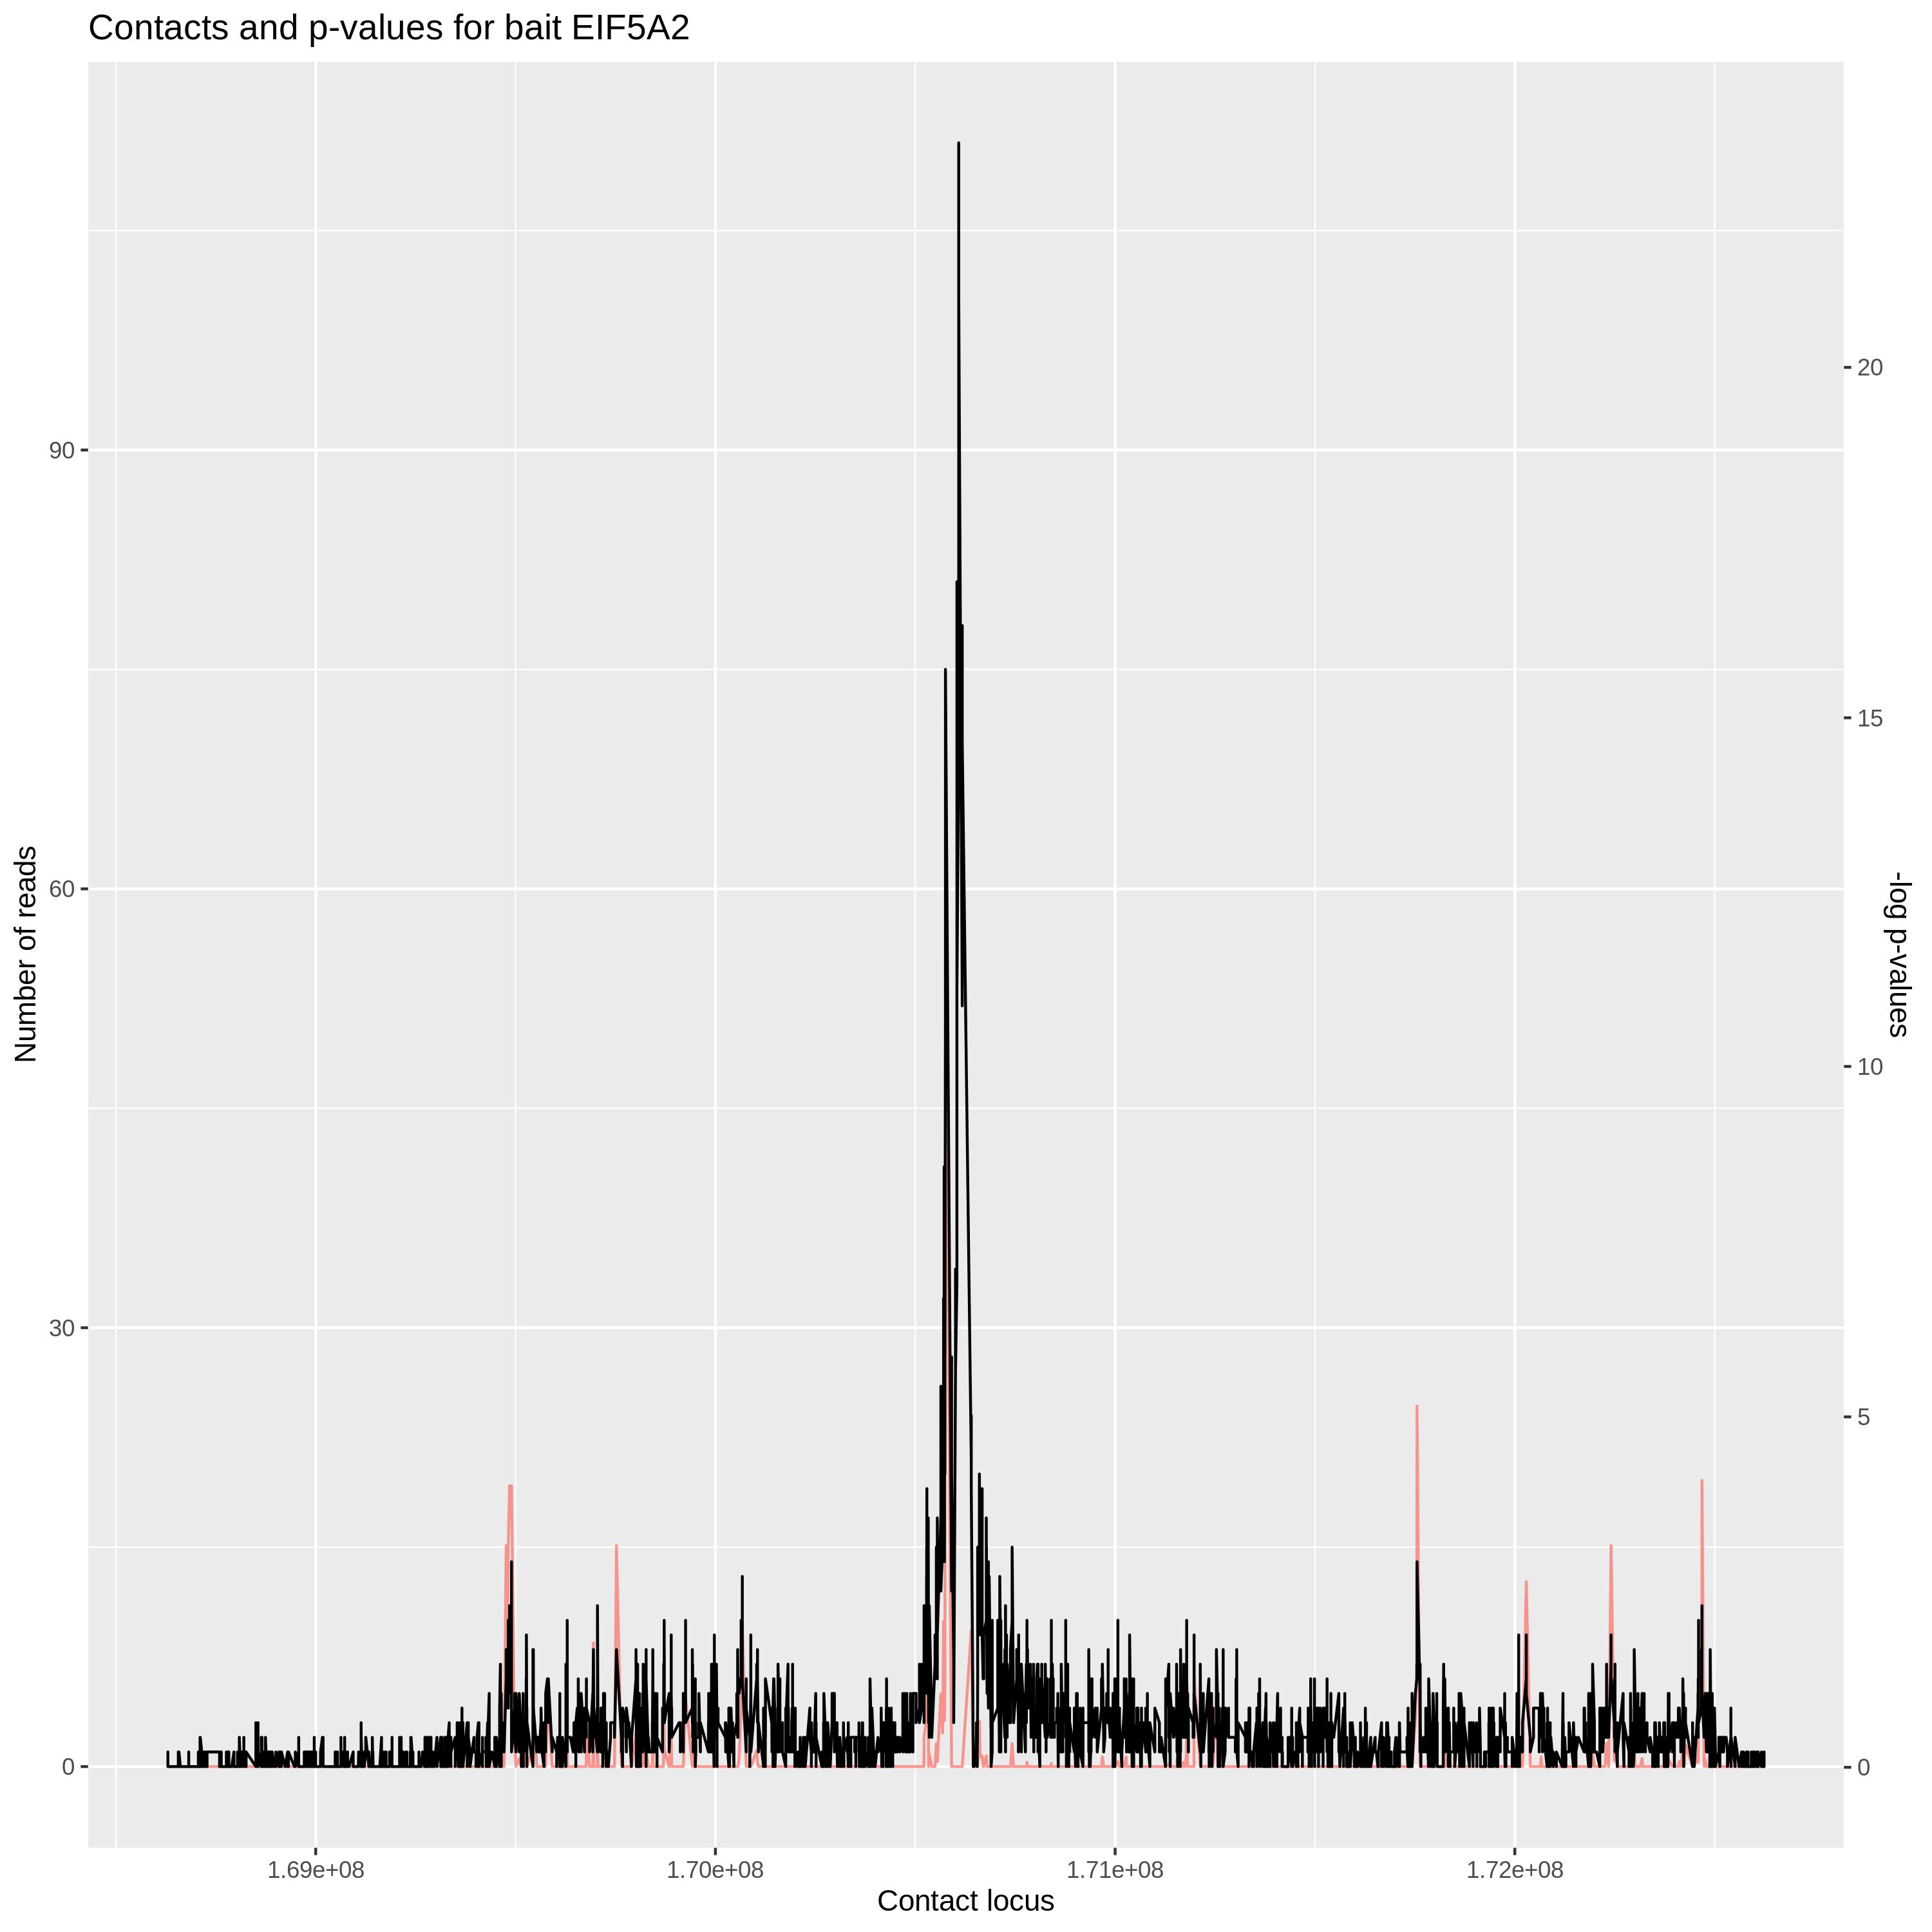 Contacts and p-values for bait EIF5A2
Number of reads
90
60
30
0
20
15
10
5
0
-log p-values
1.69e+08
1.70e+08
1.71e+08
1.72e+08
Contact locus